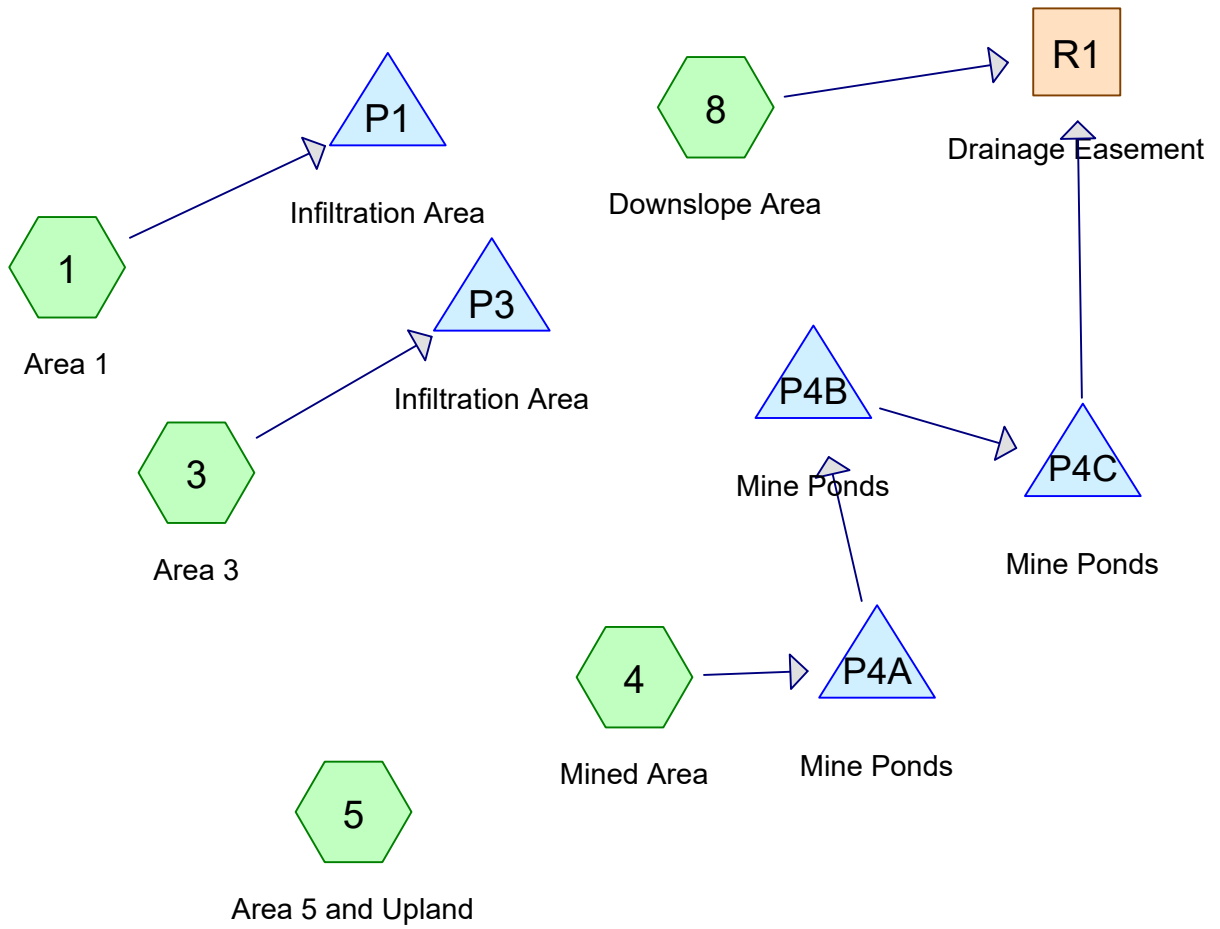 R1
Drainage Easement
8
Downslope Area
P1
Infiltration Area
1
Area 1
P3
Infiltration Area
3
Area 3
P4B
Mine Ponds
P4C
Mine Ponds
4
Mined Area
P4A
Mine Ponds
5
Area 5 and Upland